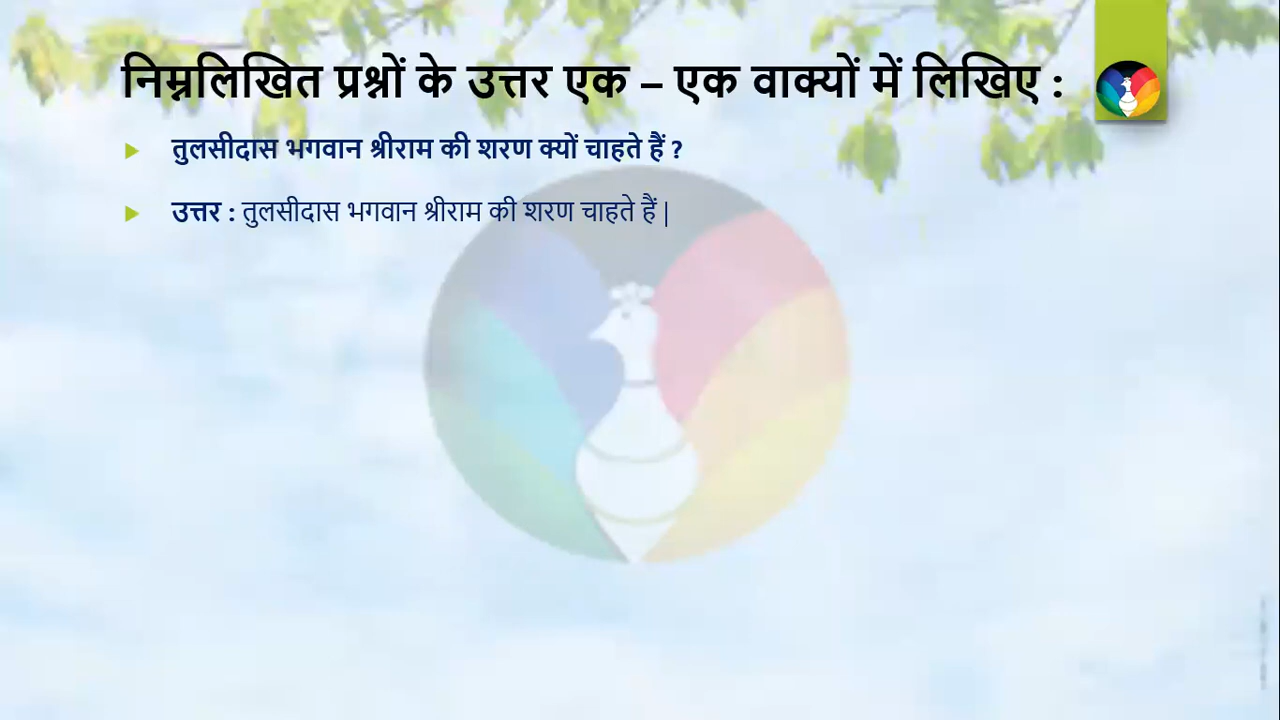 निम्नलिखित प्रश्नों के उत्तर एक – एक वाक्यों में लिखिए :
तुलसीदास भगवान श्रीराम की शरण क्यों चाहते हैं ?
उत्तर : तुलसीदास भगवान श्रीराम की शरण चाहते हैं |